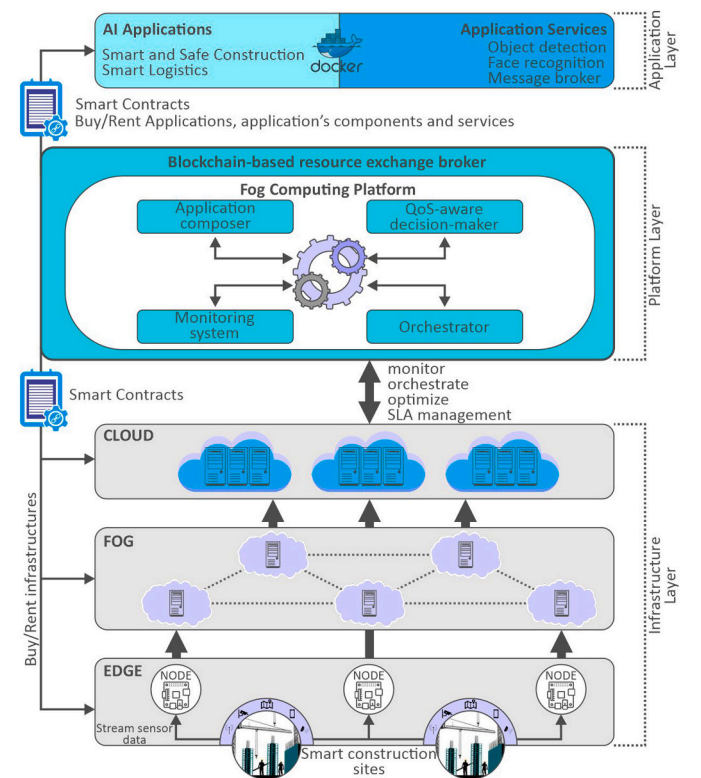 AI Applications
Smart and Safe Construction
Smart Logistics
docker
Application Services
Object detection
Face recognition
Message broker
Application
Layer
Smart Contracts
Buy/Rent Applications, application's components and services
Blockchain-based resource exchange broker
Fog Computing Platform
Application
composer
QoS-aware
decision-maker
Monitoring
system
Orchestrator
Platform Layer
Smart Contracts
monitor
orchestrate
optimize
SLA management
CLOUD
FOG
EDGE
NODE
NODE
NODE
Stream sensor
data
Smart construction
sites
Buy/Rent infrastructures
Infrastructure
Layer